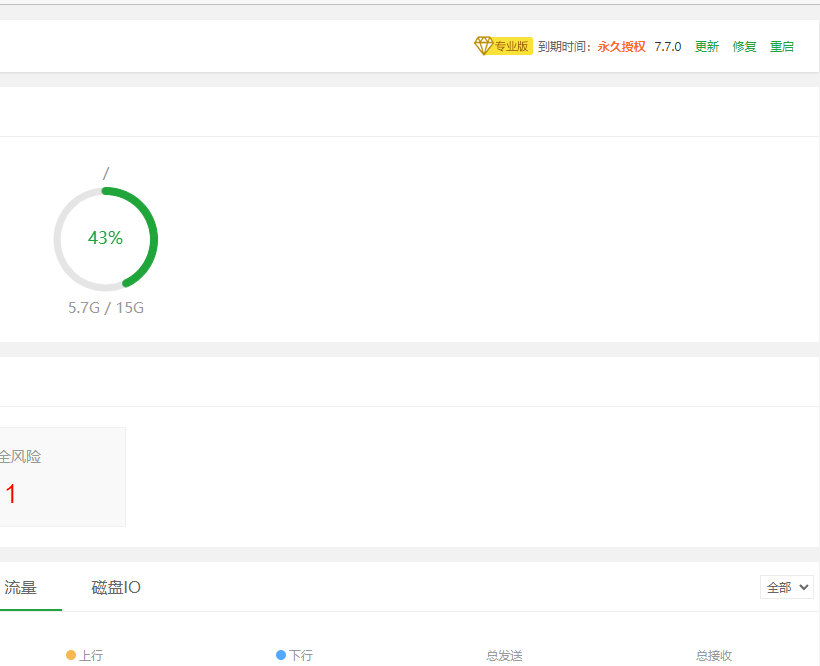 专业版 到期时间：永久授权 7.7.0 更新 修复 重启
/
43%
5.7G / 15G
全风险
1
流量 磁盘IO 全部
上行 下行 总发送 总接收